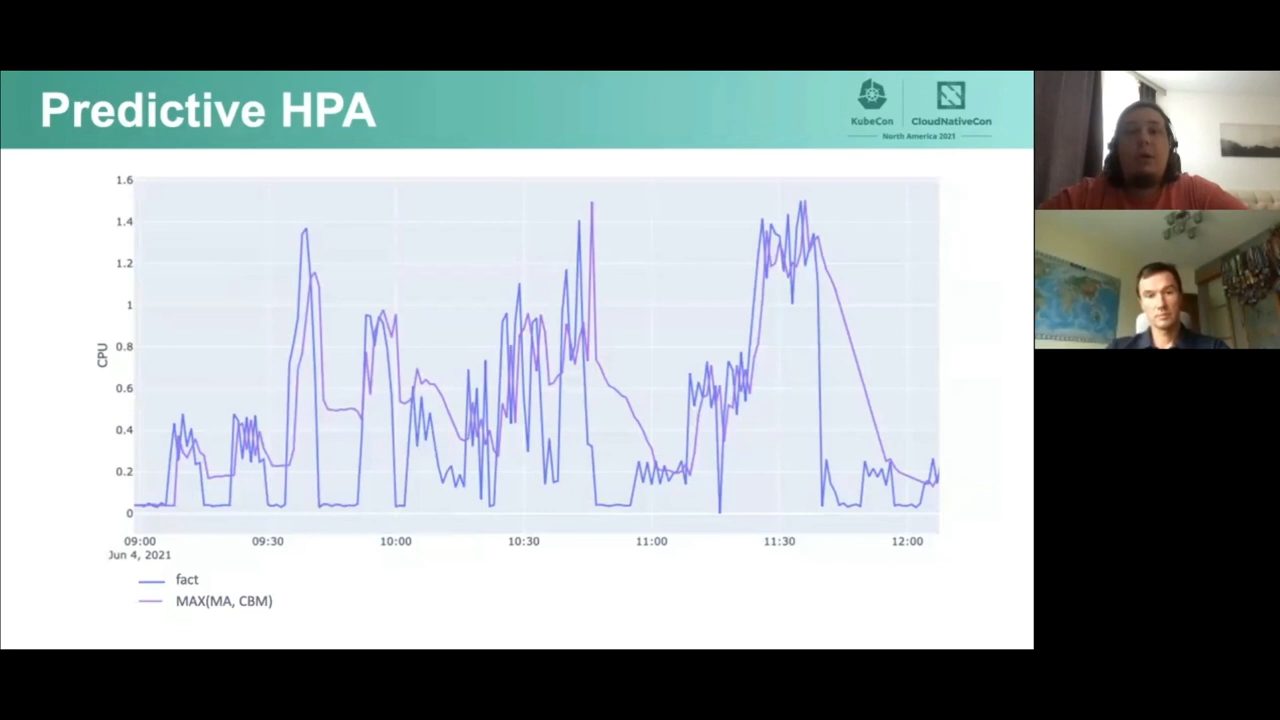 Predictive HPA
KubeCon
CloudNativeCon
North America 2021
1.6
1.4
1.2
1
0.8
0.6
0.4
0.2
0
CPU
09:00
09:30
10:00
10:30
11:00
11:30
12:00
Jun 4, 2021
fact
MAX(MA, CBM)